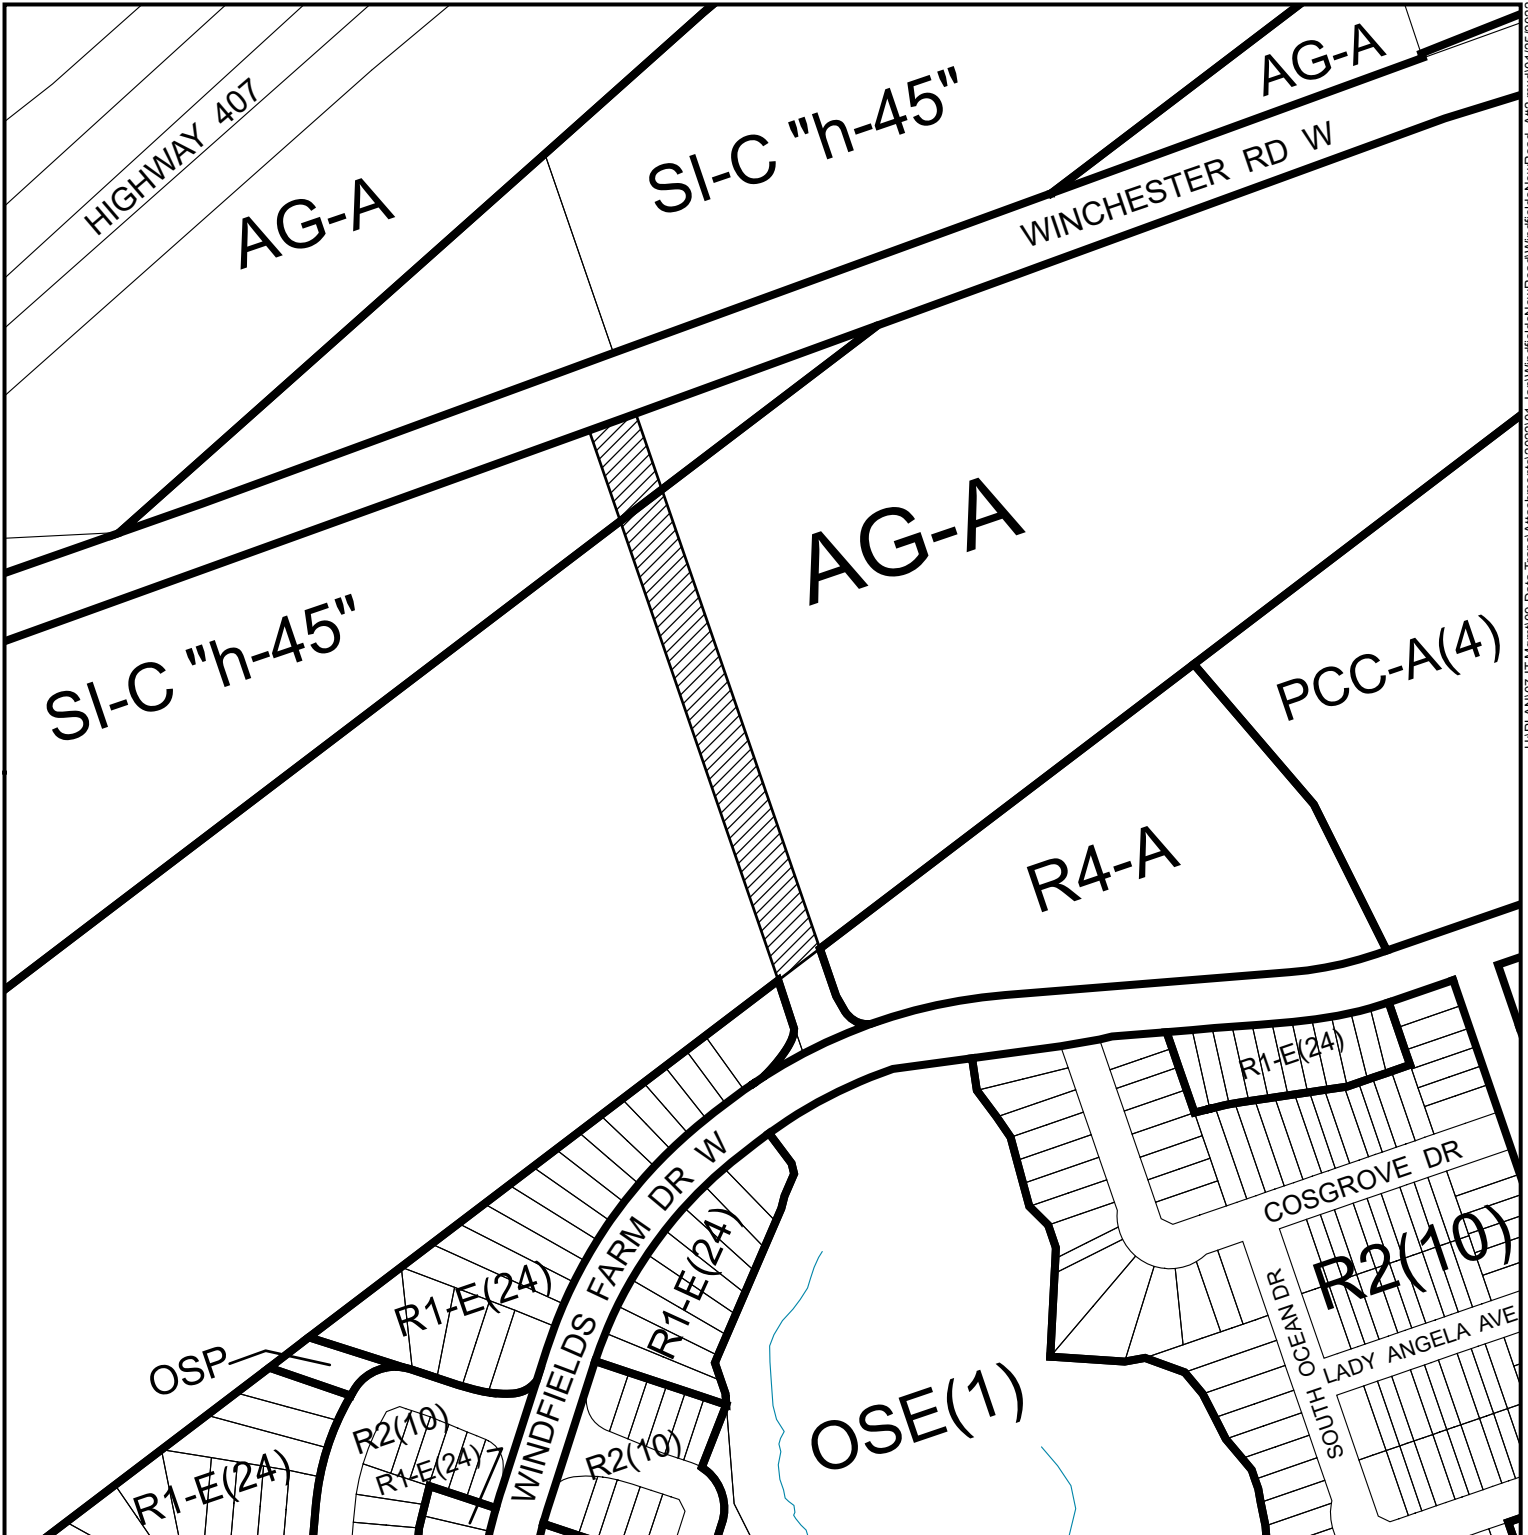 AG-A
HIGHWAY 407
SI-C "h-45"
AG-A
WINCHESTER RD W
AG-A
SI-C "h-45"
PCC-A(4)
R4-A
R1-E(24)
COSGROVE DR
WINDFIELDS FARM DR W
R2(10)
R1-E(24)
R1-E(24)
SOUTH OCEAN DR
LADY ANGELA AVE
OSP
OSE(1)
R2(10)
R2(10)
R1-E(24)
R1-E(24)